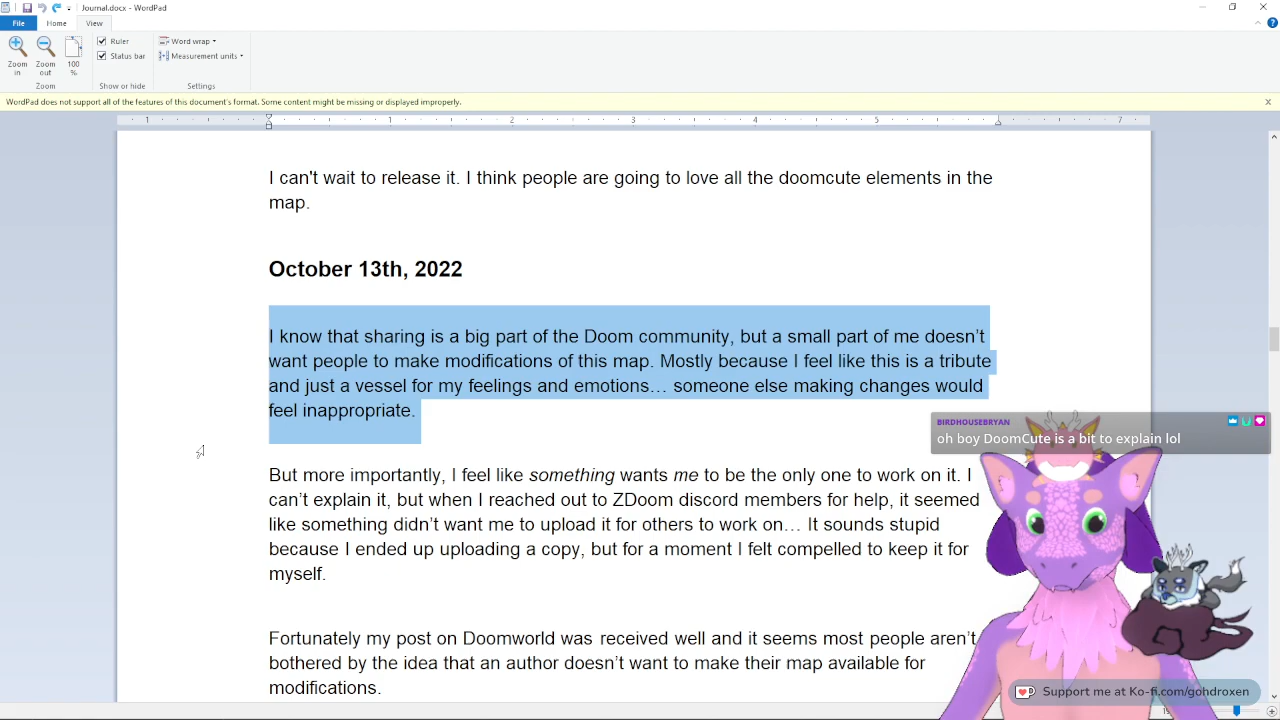 Journal.docx - WordPad
File
Home
View
Zoom in
Zoom out
100 %
Zoom
Ruler
Status bar
Show or hide
Word wrap
Measurement units
Settings
WordPad does not support all of the features of this document's format. Some content might be missing or displayed improperly.
1 1 2 3 4 5 7
I can't wait to release it. I think people are going to love all the doomcute elements in the
map.
October 13th, 2022
I know that sharing is a big part of the Doom community, but a small part of me doesn’t
want people to make modifications of this map. Mostly because I feel like this is a tribute
and just a vessel for my feelings and emotions… someone else making changes would
feel inappropriate.
BIRDHOUSEBRYAN
oh boy DoomCute is a bit to explain lol
But more importantly, I feel like something wants me to be the only one to work on it. I
can’t explain it, but when I reached out to ZDoom discord members for help, it seemed
like something didn’t want me to upload it for others to work on… It sounds stupid
because I ended up uploading a copy, but for a moment I felt compelled to keep it for
myself.
Fortunately my post on Doomworld was received well and it seems most people aren’t
bothered by the idea that an author doesn’t want to make their map available for
modifications.
Support me at Ko-fi.com/gohdroxen